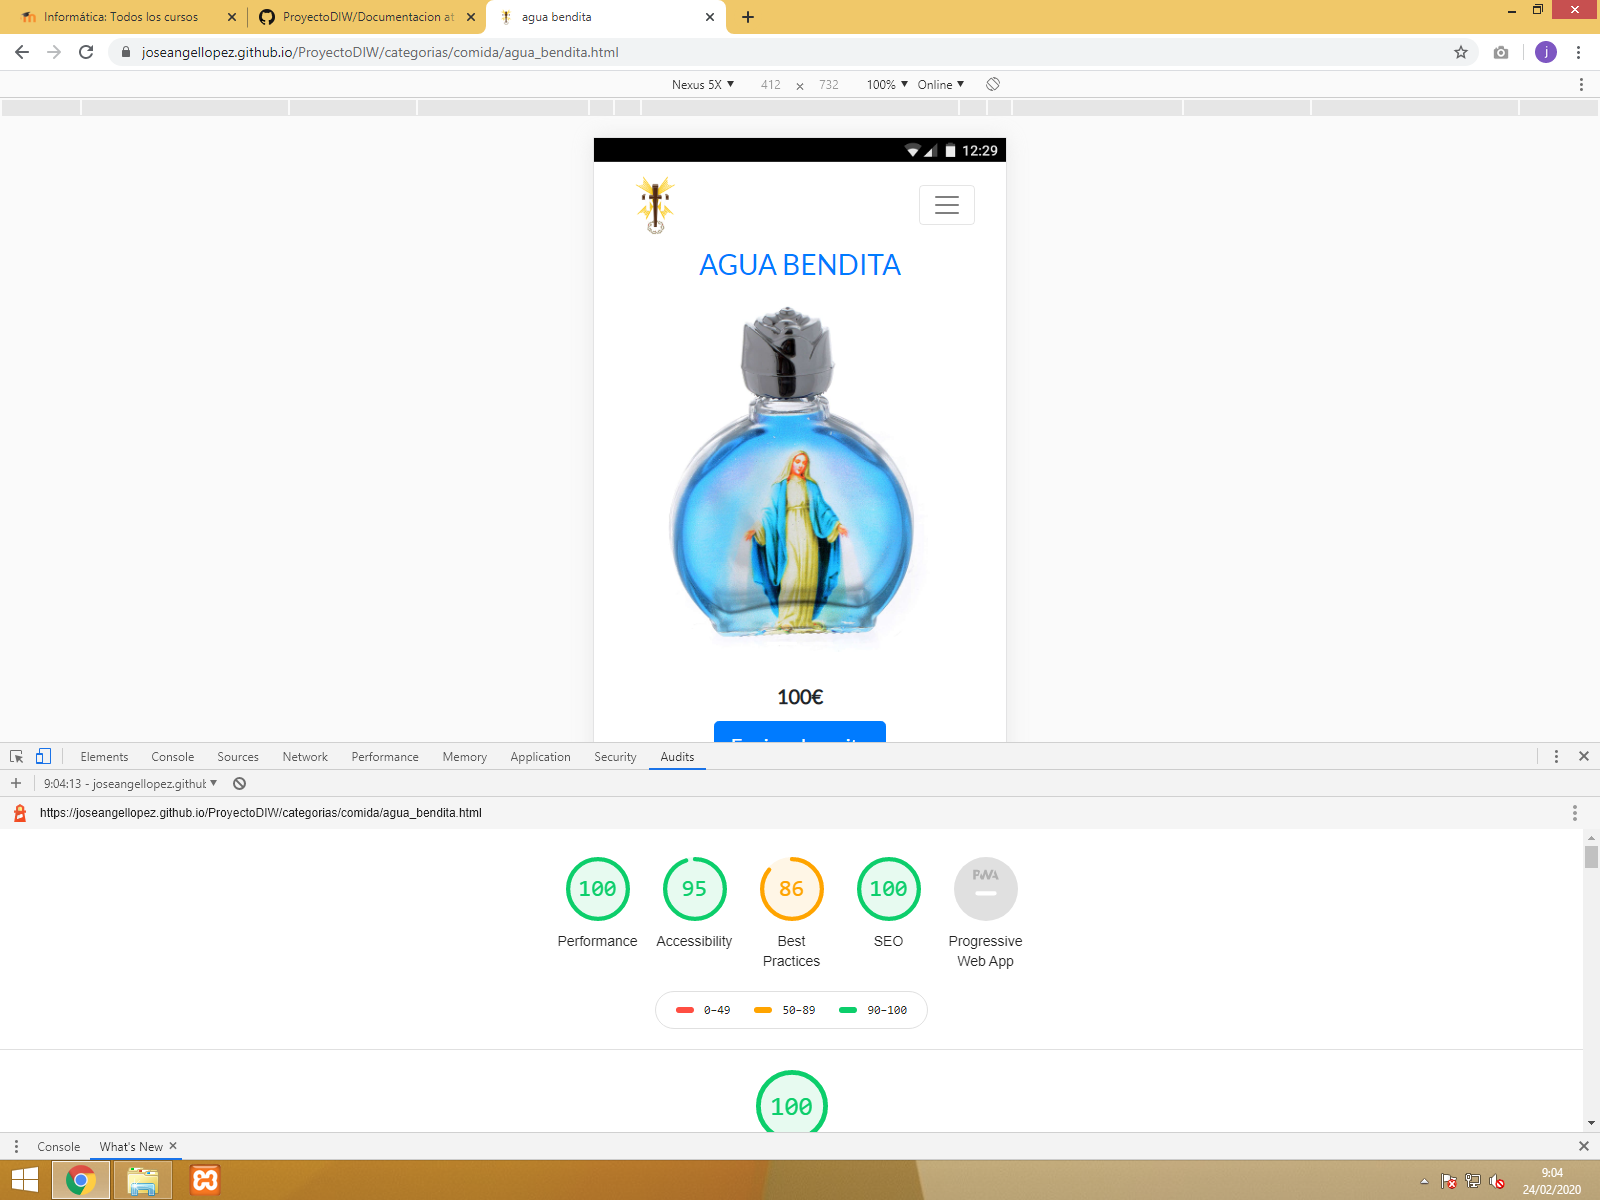 Informática: Todos los cursos
ProyectoDIW/Documentacion at
agua bendita
joseangellopez.github.io/ProyectoDIW/categorias/comida/agua_bendita.html
j
Nexus 5X 412 x 732 100% Online
12:29
AGUA BENDITA
100€
Elements Console Sources Network Performance Memory Application Security Audits
9:04:13 - joseangellopez.github
https://joseangellopez.github.io/ProyectoDIW/categorias/comida/agua_bendita.html
100 95 86 100 PWA
Performance Accessibility Best Practices SEO Progressive Web App
0–49 50–89 90–100
100
Console What's New
9:04
24/02/2020